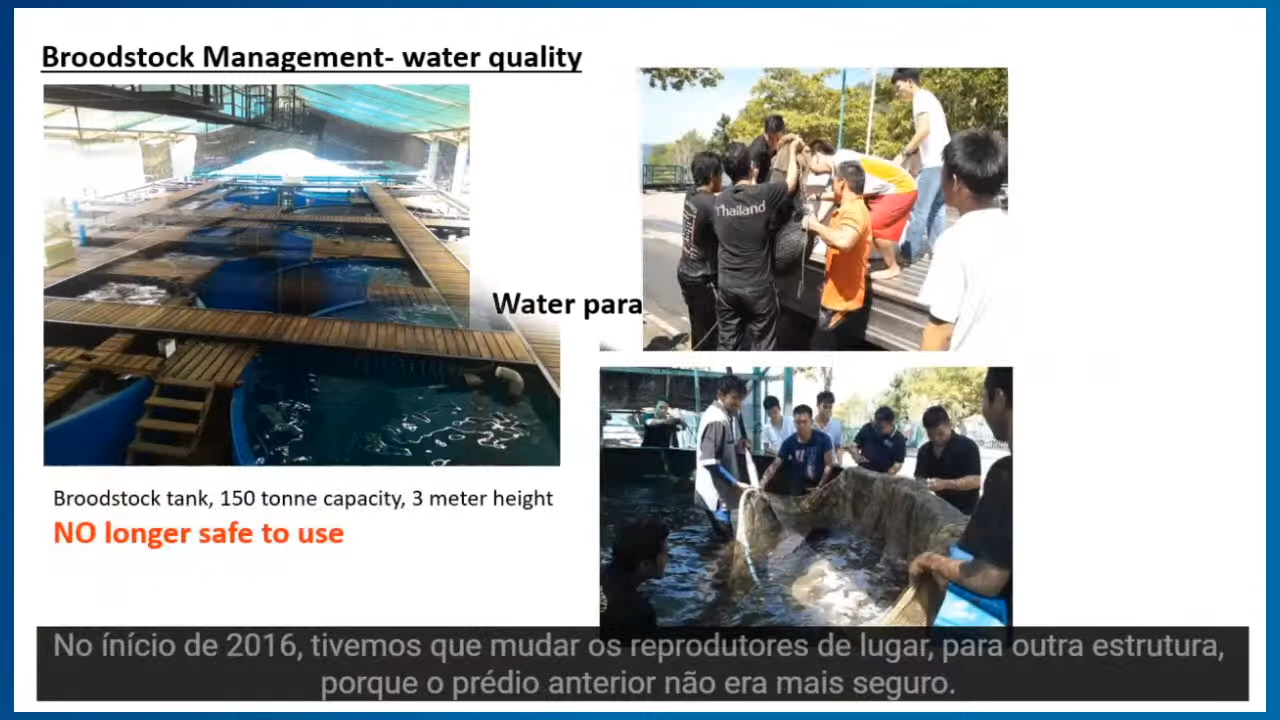 Broodstock Management- water quality
Thailand
Water para
Broodstock tank, 150 tonne capacity, 3 meter height
NO longer safe to use
No ínício de 2016, tivemos que mudar os reprodutores de lugar, para outra estrutura,
porque o prédio anterior não era mais seguro.